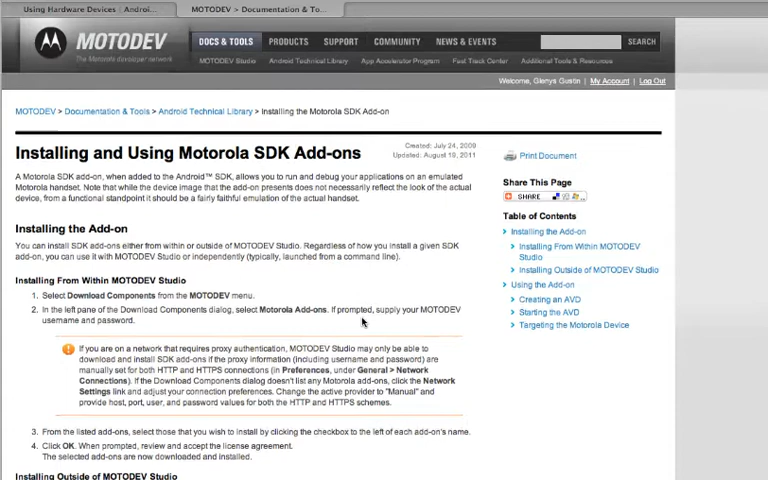 Using Hardware Devices | Androi...
MOTODEV > Documentation & To...
MOTODEV
The Motorola developer network
DOCS & TOOLS PRODUCTS SUPPORT COMMUNITY NEWS & EVENTS SEARCH
MOTODEV Studio Android Technical Library App Accelerator Program Fast Track Center Additional Tools & Resources
Welcome, Glenys Gustin | My Account | Log Out
MOTODEV > Documentation & Tools > Android Technical Library > Installing the Motorola SDK Add-on
Installing and Using Motorola SDK Add-ons
Created: July 24, 2009
Updated: August 19, 2011
A Motorola SDK add-on, when added to the Android™ SDK, allows you to run and debug your applications on an emulated
Motorola handset. Note that while the device image that the add-on presents does not necessarily reflect the look of the actual
device, from a functional standpoint it should be a fairly faithful emulation of the actual handset.
Installing the Add-on
You can install SDK add-ons either from within or outside of MOTODEV Studio. Regardless of how you install a given SDK
add-on, you can use it with MOTODEV Studio or independently (typically, launched from a command line).
Installing From Within MOTODEV Studio
1. Select Download Components from the MOTODEV menu.
2. In the left pane of the Download Components dialog, select Motorola Add-ons. If prompted, supply your MOTODEV
username and password.
If you are on a network that requires proxy authentication, MOTODEV Studio may only be able to
download and install SDK add-ons if the proxy information (including username and password) are
manually set for both HTTP and HTTPS connections (in Preferences, under General > Network
Connections). If the Download Components dialog doesn't list any Motorola add-ons, click the Network
Settings link and adjust your connection preferences. Change the active provider to "Manual" and
provide host, port, user, and password values for both the HTTP and HTTPS schemes.
3. From the listed add-ons, select those that you wish to install by clicking the checkbox to the left of each add-on's name.
4. Click OK. When prompted, review and accept the license agreement.
The selected add-ons are now downloaded and installed.
Installing Outside of MOTODEV Studio
Print Document
Share This Page
SHARE
Table of Contents
Installing the Add-on
Installing From Within MOTODEV
Studio
Installing Outside of MOTODEV Studio
Using the Add-on
Creating an AVD
Starting the AVD
Targeting the Motorola Device